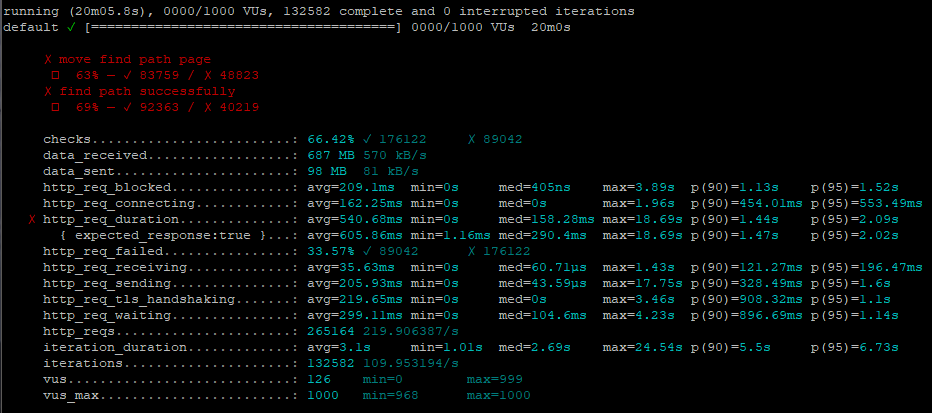 running (20m05.8s), 0000/1000 VUs, 132582 complete and 0 interrupted iterations
default ✓ [======================================] 0000/1000 VUs  20m0s

     ✗ move find path page
      ↳  63% — ✓ 83759 / ✗ 48823
     ✗ find path successfully
      ↳  69% — ✓ 92363 / ✗ 40219

     checks.........................: 66.42% ✓ 176122      ✗ 89042
     data_received..................: 687 MB 570 kB/s
     data_sent......................: 98 MB  81 kB/s
     http_req_blocked...............: avg=209.1ms  min=0s     med=405ns    max=3.89s  p(90)=1.13s    p(95)=1.52s
     http_req_connecting............: avg=162.25ms min=0s     med=0s       max=1.96s  p(90)=454.01ms p(95)=553.49ms
   ✗ http_req_duration..............: avg=540.68ms min=0s     med=158.28ms max=18.69s p(90)=1.44s    p(95)=2.09s
       { expected_response:true }...: avg=605.86ms min=1.16ms med=290.4ms  max=18.69s p(90)=1.47s    p(95)=2.02s
     http_req_failed................: 33.57% ✓ 89042       ✗ 176122
     http_req_receiving.............: avg=35.63ms  min=0s     med=60.71µs  max=1.43s  p(90)=121.27ms p(95)=196.47ms
     http_req_sending...............: avg=205.93ms min=0s     med=43.59µs  max=17.75s p(90)=328.49ms p(95)=1.6s
     http_req_tls_handshaking.......: avg=219.65ms min=0s     med=0s       max=3.46s  p(90)=908.32ms p(95)=1.1s
     http_req_waiting...............: avg=299.11ms min=0s     med=104.6ms  max=4.23s  p(90)=896.69ms p(95)=1.14s
     http_reqs......................: 265164 219.906387/s
     iteration_duration.............: avg=3.1s     min=1.01s  med=2.69s    max=24.54s p(90)=5.5s     p(95)=6.73s
     iterations.....................: 132582 109.953194/s
     vus............................: 126    min=0         max=999
     vus_max........................: 1000   min=968       max=1000